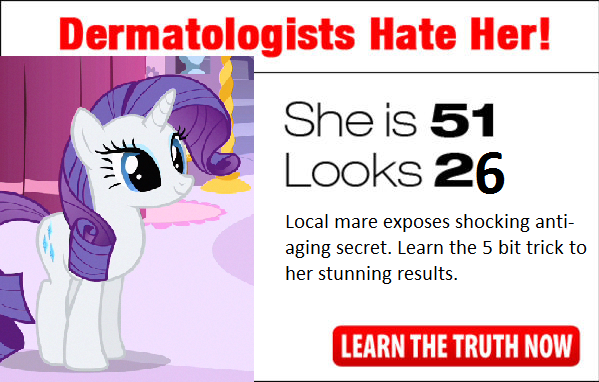 Dermatologists Hate Her!
She is 51
Looks 26
Local mare exposes shocking anti-
aging secret. Learn the 5 bit trick to
her stunning results.
LEARN THE TRUTH NOW